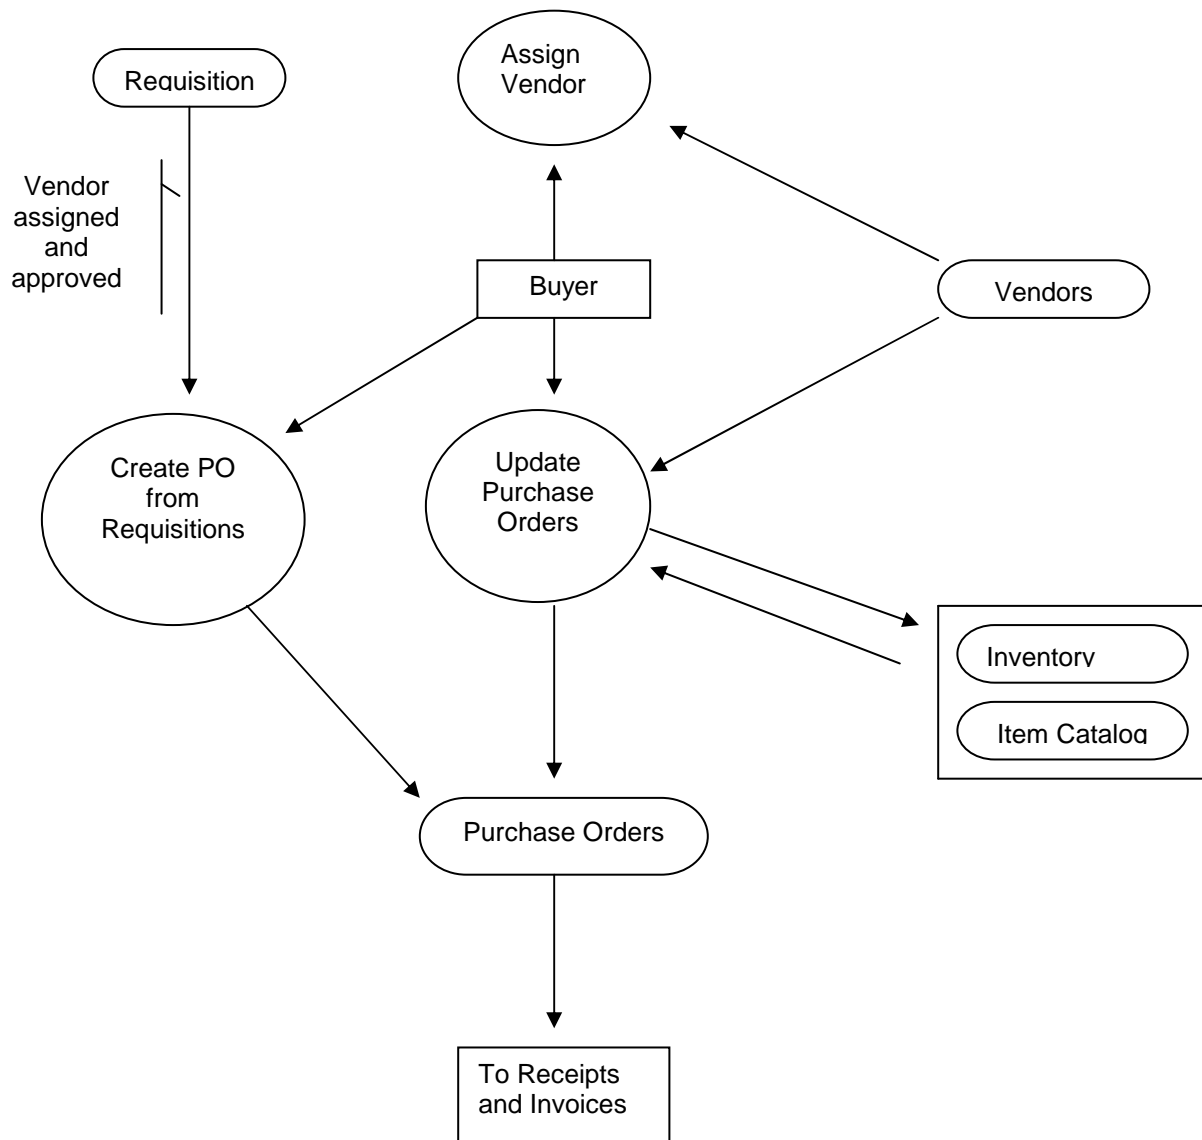 Requisition
Assign
Vendor
Vendor
assigned
and
approved
Buyer
Vendors
Create PO
from
Requisitions
Update
Purchase
Orders
Inventory
Item Catalog
Purchase Orders
To Receipts
and Invoices